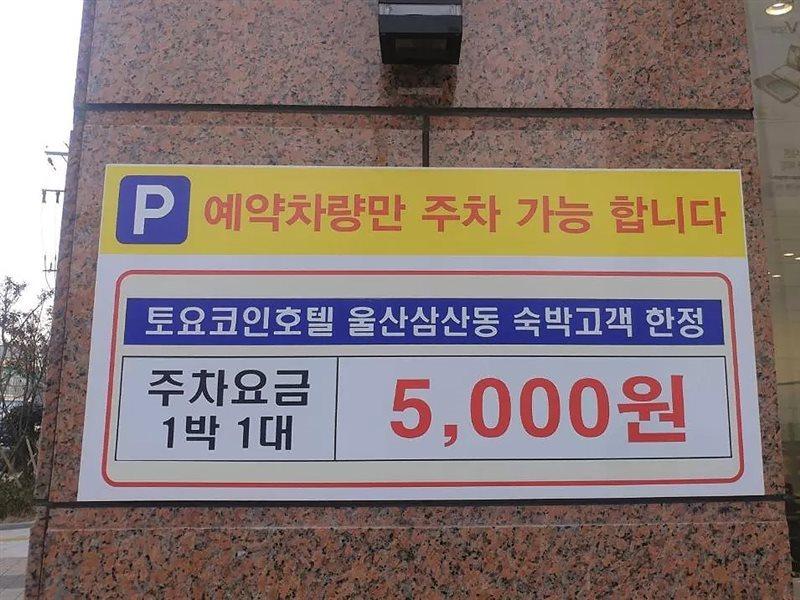 P 예약차량만 주차 가능 합니다
토요코인호텔 울산삼산동 숙박고객 한정
주차요금
1박 1대
5,000원